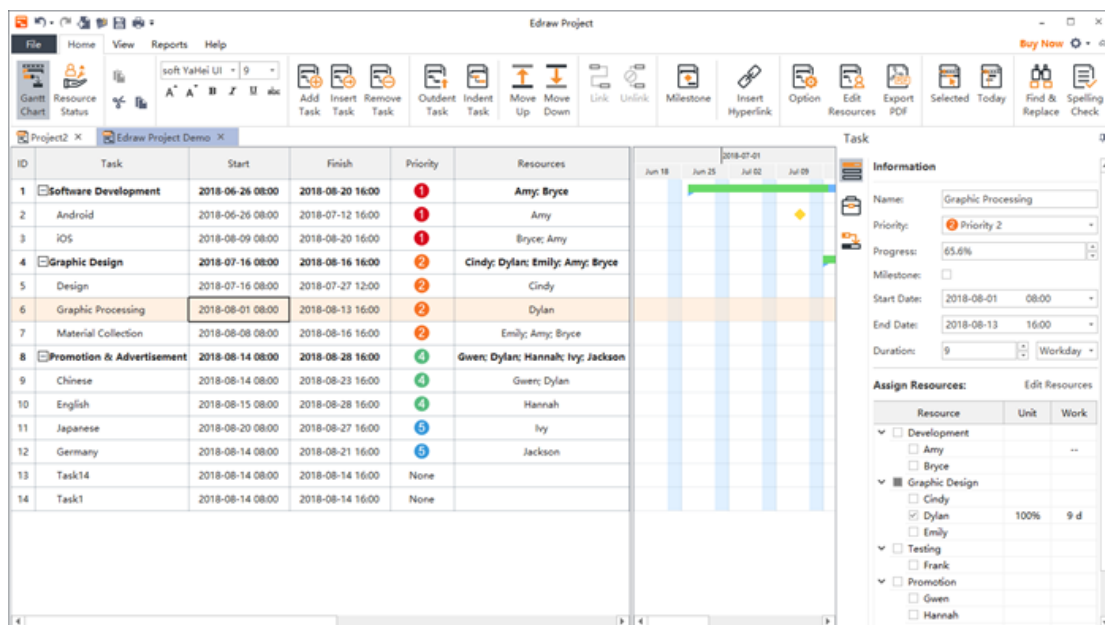 Edraw Project
File Home View Reports Help Buy Now
soft YaHei UI 9
A A B I U abc
Gantt Chart Resource Status Add Task Insert Task Remove Task Outdent Task Indent Task Move Up Move Down Link Unlink Milestone Insert Hyperlink Option Edit Resources Export PDF Selected Today Find & Replace Spelling Check
Project2 Edraw Project Demo
ID Task Start Finish Priority Resources
1 Software Development 2018-06-26 08:00 2018-08-20 16:00 1 Amy; Bryce
2 Android 2018-06-26 08:00 2018-07-12 16:00 1 Amy
3 iOS 2018-08-09 08:00 2018-08-20 16:00 1 Bryce; Amy
4 Graphic Design 2018-07-16 08:00 2018-08-16 16:00 2 Cindy; Dylan; Emily; Amy; Bryce
5 Design 2018-07-16 08:00 2018-07-27 12:00 2 Cindy
6 Graphic Processing 2018-08-01 08:00 2018-08-13 16:00 2 Dylan
7 Material Collection 2018-08-08 08:00 2018-08-16 16:00 2 Emily; Amy; Bryce
8 Promotion & Advertisement 2018-08-14 08:00 2018-08-28 16:00 4 Gwen; Dylan; Hannah; Ivy; Jackson
9 Chinese 2018-08-14 08:00 2018-08-23 16:00 4 Gwen; Dylan
10 English 2018-08-15 08:00 2018-08-28 16:00 4 Hannah
11 Japanese 2018-08-20 08:00 2018-08-27 16:00 5 Ivy
12 Germany 2018-08-14 08:00 2018-08-21 16:00 5 Jackson
13 Task14 2018-08-14 08:00 2018-08-14 16:00 None
14 Task1 2018-08-14 08:00 2018-08-14 16:00 None
2018-07-01
Jun 18 Jun 25 Jul 02 Jul 09
Task
Information
Name: Graphic Processing
Priority: 2 Priority 2
Progress: 65.6%
Milestone:
Start Date: 2018-08-01 08:00
End Date: 2018-08-13 16:00
Duration: 9 Workday
Assign Resources: Edit Resources
Resource Unit Work
Development
Amy --
Bryce
Graphic Design
Cindy
Dylan 100% 9 d
Emily
Testing
Frank
Promotion
Gwen
Hannah